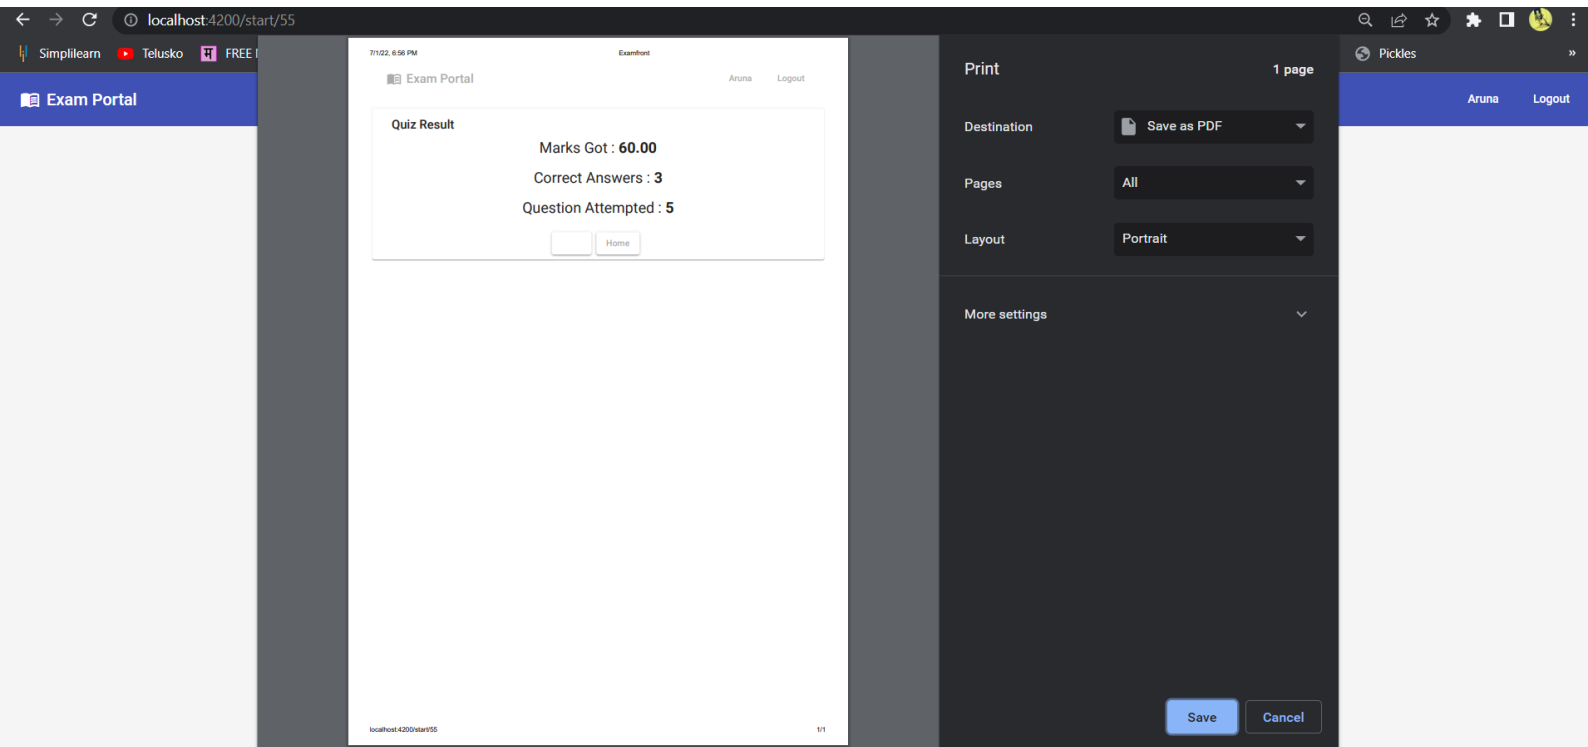 localhost:4200/start/55
Simplilearn Telusko FREE
Pickles »
Exam Portal
Aruna Logout
7/1/22, 6:56 PM Examfront
Exam Portal Aruna Logout
Quiz Result
Marks Got : 60.00
Correct Answers : 3
Question Attempted : 5
Home
localhost:4200/start/55 1/1
Print 1 page
Destination Save as PDF
Pages All
Layout Portrait
More settings
Save Cancel